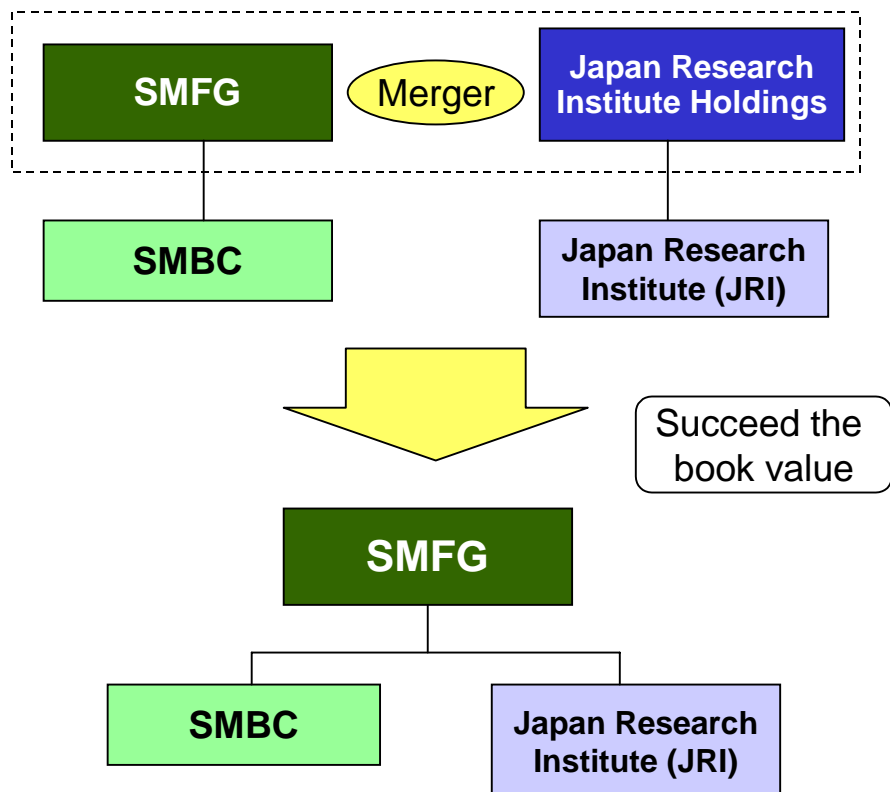 SMFG
Merger
Japan Research
Institute Holdings
SMBC
Japan Research
Institute (JRI)
Succeed the
book value
SMFG
SMBC
Japan Research
Institute (JRI)